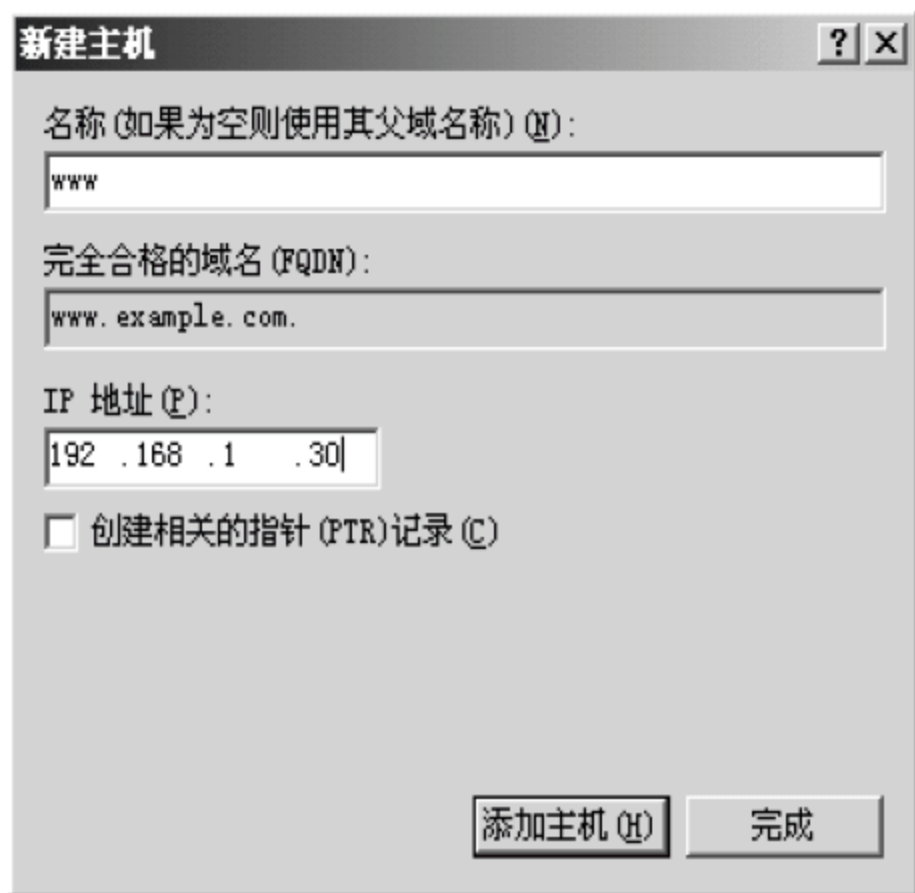 新建主机
名称(如果为空则使用其父域名称)(N):
www
完全合格的域名(FQDN):
www.example.com.
IP 地址(P):
192 .168 .1 .30
创建相关的指针(PTR)记录(C)
添加主机(H) 完成